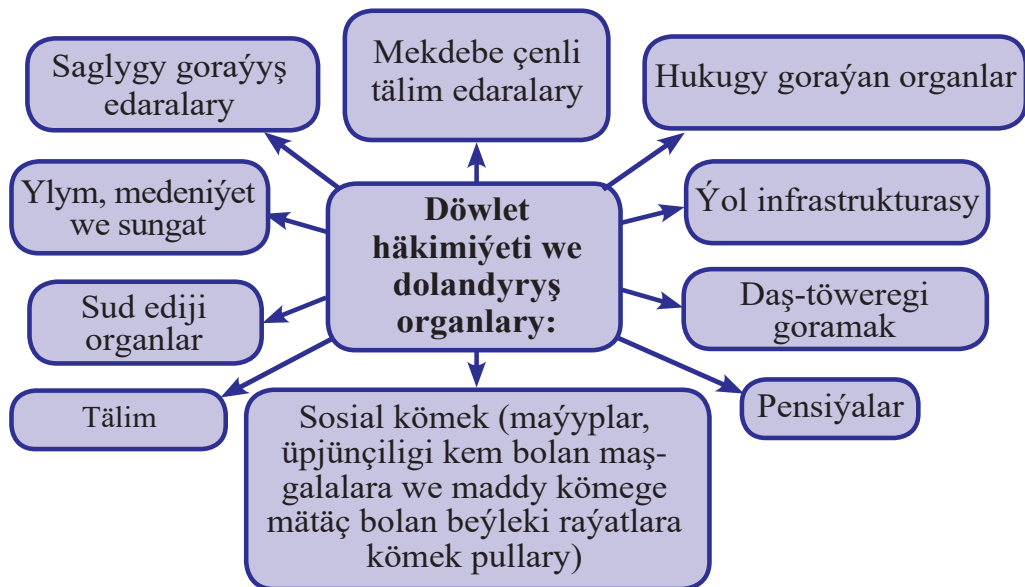 Saglygy goraýyş
edaralary
Mekdebe çenli
tälim edaralary
Hukugy goraýan organlar
Ylym, medeniýet
we sungat
Döwlet
häkimiýeti we
dolandyryş
organlary:
Ýol infrastrukturasy
Sud ediji
organlar
Daş-töweregi
goramak
Tälim
Sosial kömek (maýyplar,
üpjünçiligi kem bolan maş-
galalara we maddy kömege
mätäç bolan beýleki raýatlara
kömek pullary)
Pensiýalar